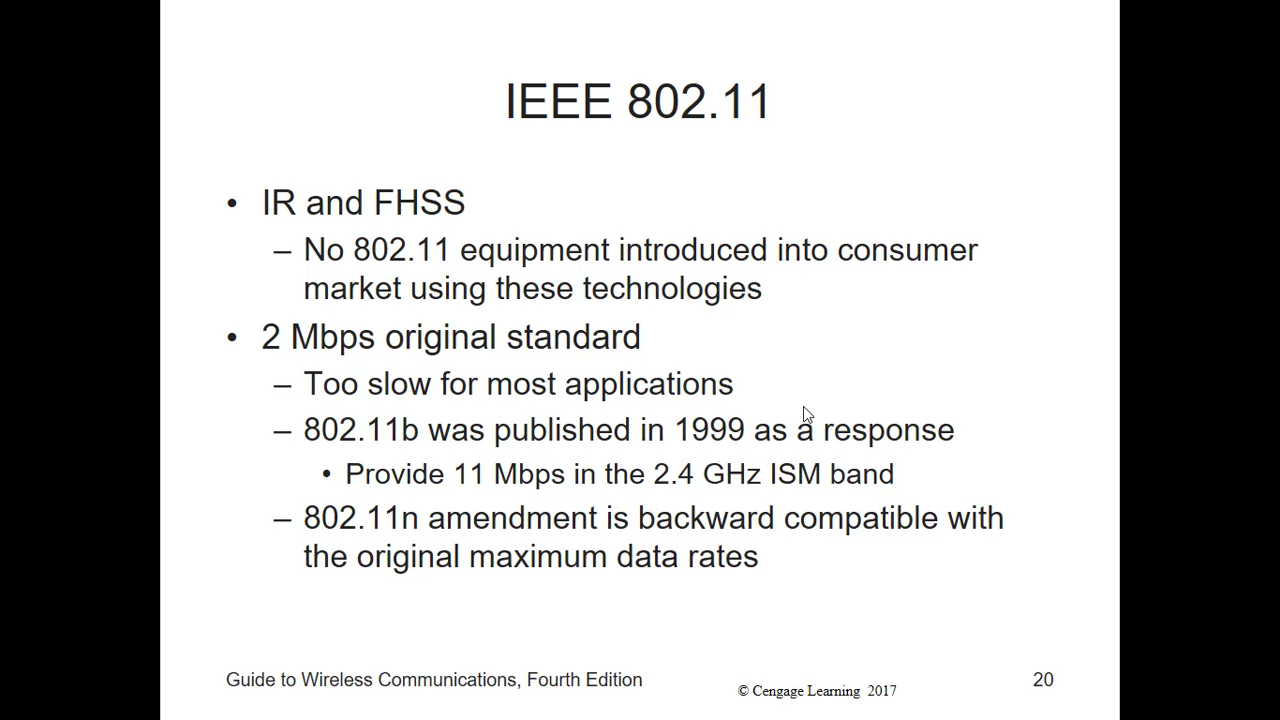 IEEE 802.11
• IR and FHSS
– No 802.11 equipment introduced into consumer
market using these technologies
• 2 Mbps original standard
– Too slow for most applications
– 802.11b was published in 1999 as a response
• Provide 11 Mbps in the 2.4 GHz ISM band
– 802.11n amendment is backward compatible with
the original maximum data rates
Guide to Wireless Communications, Fourth Edition
© Cengage Learning 2017
20